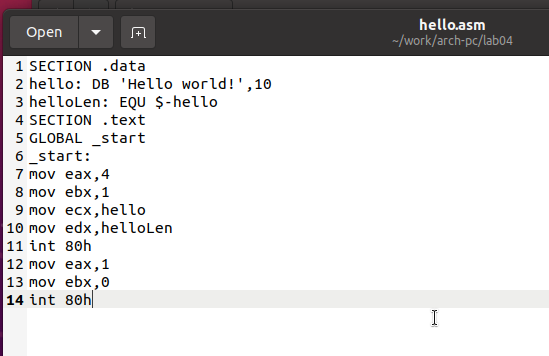 Open
hello.asm
~/work/arch-pc/lab04
1 SECTION .data
2 hello: DB 'Hello world!',10
3 helloLen: EQU $-hello
4 SECTION .text
5 GLOBAL _start
6 _start:
7 mov eax,4
8 mov ebx,1
9 mov ecx,hello
10 mov edx,helloLen
11 int 80h
12 mov eax,1
13 mov ebx,0
14 int 80h